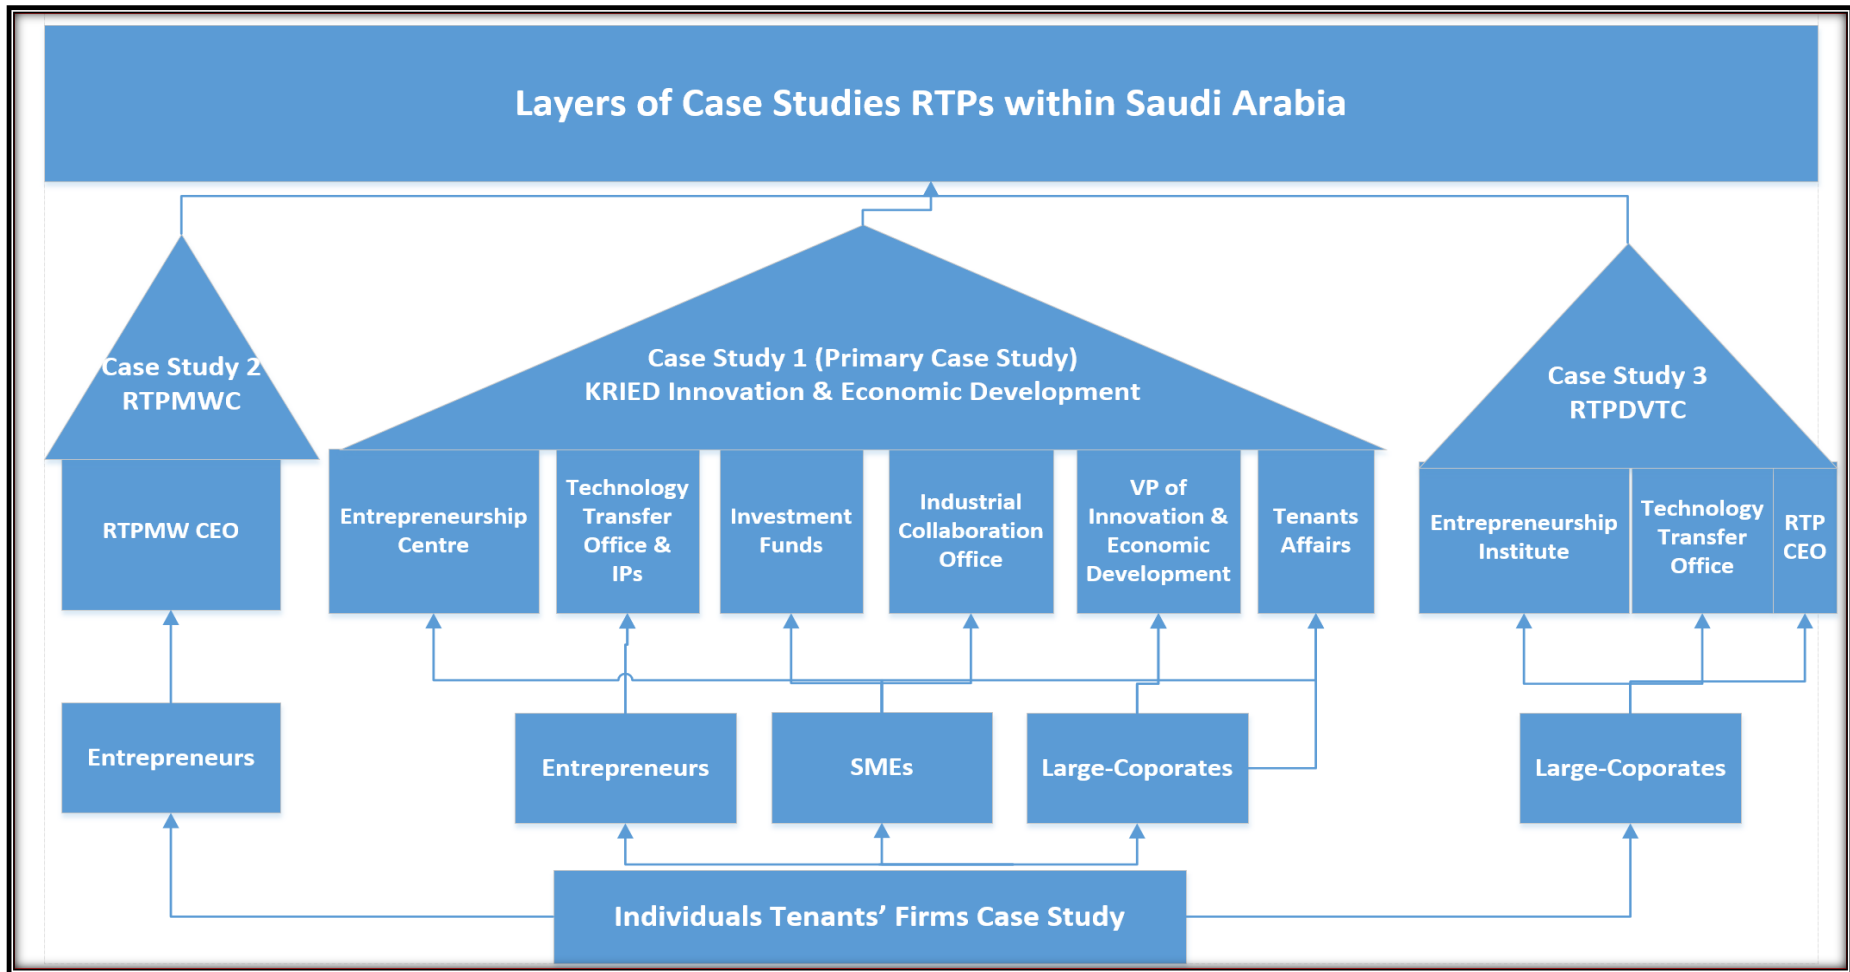 Layers of Case Studies RTPs within Saudi Arabia
Case Study 2
RTPMWC
Case Study 1 (Primary Case Study)
KRIED Innovation & Economic Development
Case Study 3
RTPDVTC
RTPMW CEO
Entrepreneurship
Centre
Technology
Transfer
Office &
IPs
Investment
Funds
Industrial
Collaboration
Office
VP of
Innovation &
Economic
Development
Tenants
Affairs
Entrepreneurship
Institute
Technology
Transfer
Office
RTP
CEO
Entrepreneurs
Entrepreneurs
SMEs
Large-Coporates
Large-Coporates
Individuals Tenants’ Firms Case Study